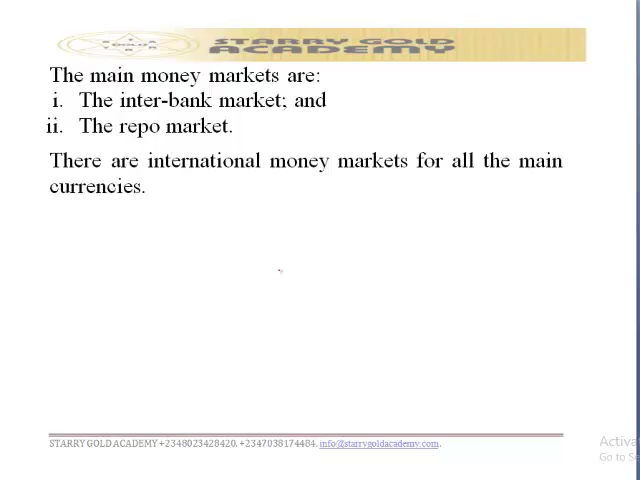 STARRY GOLD
ACADEMY
The main money markets are:
i. The inter-bank market; and
ii. The repo market.
There are international money markets for all the main
currencies.
STARRY GOLD ACADEMY +2348023428420. +2347038174484. info@starrygoldacademy.com.